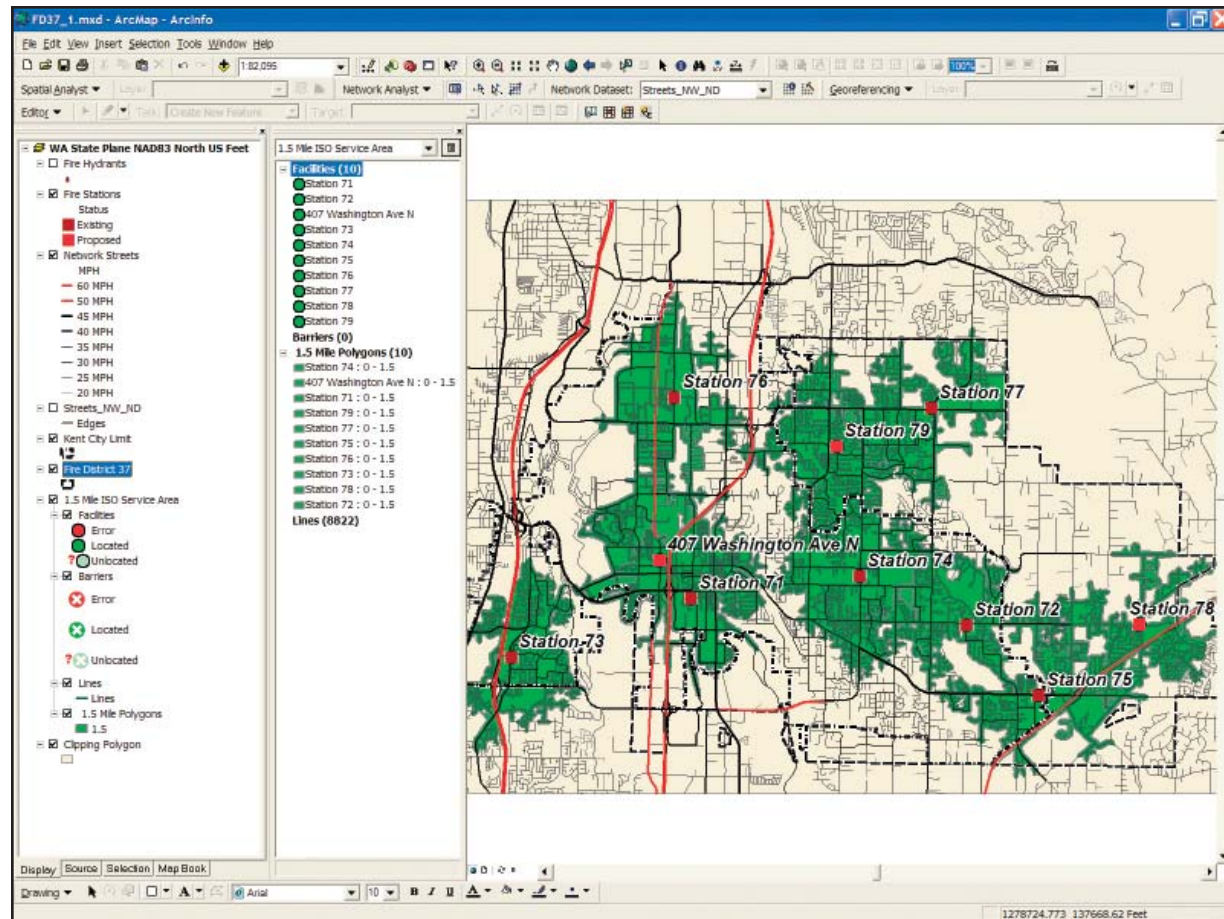 FD37_1.mxd - ArcMap - ArcInfo
File Edit View Insert Selection Tools Window Help
1:82,095
100%
Spatial Analyst Layer: Network Analyst Network Dataset: Streets_NW_ND Georeferencing Layer:
Editor Task: Create New Feature Target:
WA State Plane NAD83 North US Feet
Fire Hydrants
Fire Stations
Status
Existing
Proposed
Network Streets
MPH
60 MPH
50 MPH
45 MPH
40 MPH
35 MPH
30 MPH
25 MPH
20 MPH
Streets_NW_ND
Edges
Kent City Limit
Fire District 37
1.5 Mile ISO Service Area
Facilities
Error
Located
? Unlocated
Barriers
Error
Located
? Unlocated
Lines
Lines
1.5 Mile Polygons
1.5
Clipping Polygon
Display Source Selection Map Book
1.5 Mile ISO Service Area
Facilities (10)
Station 71
Station 72
407 Washington Ave N
Station 73
Station 74
Station 75
Station 76
Station 77
Station 78
Station 79
Barriers (0)
1.5 Mile Polygons (10)
Station 74 : 0 - 1.5
407 Washington Ave N : 0 - 1.5
Station 71 : 0 - 1.5
Station 79 : 0 - 1.5
Station 77 : 0 - 1.5
Station 75 : 0 - 1.5
Station 76 : 0 - 1.5
Station 73 : 0 - 1.5
Station 78 : 0 - 1.5
Station 72 : 0 - 1.5
Lines (8822)
Station 76
Station 77
Station 79
407 Washington Ave N
Station 74
Station 71
Station 72
Station 78
Station 73
Station 75
Drawing A Arial 10 B I U A
1278724.773 137668.62 Feet